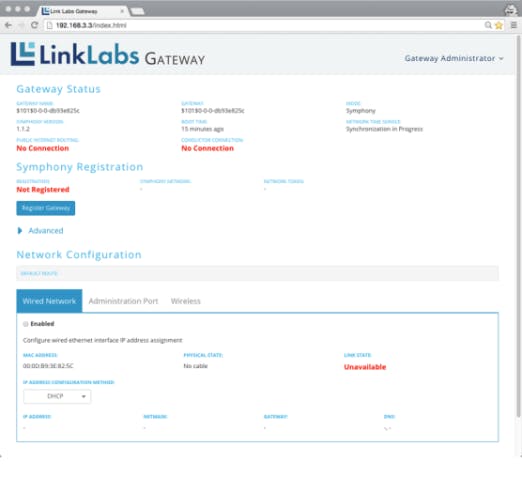 Link Labs Gateway
192.168.3.3/index.html
LinkLabs GATEWAY
Gateway Administrator
Gateway Status
GATEWAY NAME: GATEWAY: MODE:
$101$0-0-0-db93e825c $101$0-0-0-db93e825c Symphony
SYMPHONY VERSION: BOOT TIME: NETWORK TIME SERVICE:
1.1.2 15 minutes ago Synchronization in Progress
PUBLIC INTERNET ROUTING: CONDUCTOR CONNECTION:
No Connection No Connection
Symphony Registration
REGISTRATION: SYMPHONY NETWORK: NETWORK TOKEN:
Not Registered - -
Register Gateway
Advanced
Network Configuration
DEFAULT ROUTE:
Wired Network Administration Port Wireless
Enabled
Configure wired ethernet interface IP address assignment
MAC ADDRESS: PHYSICAL STATE: LINK STATE:
00:0D:B9:3E:82:5C No cable Unavailable
IP ADDRESS CONFIGURATION METHOD:
DHCP
IP ADDRESS: NETMASK: GATEWAY: DNS:
- - - -, -